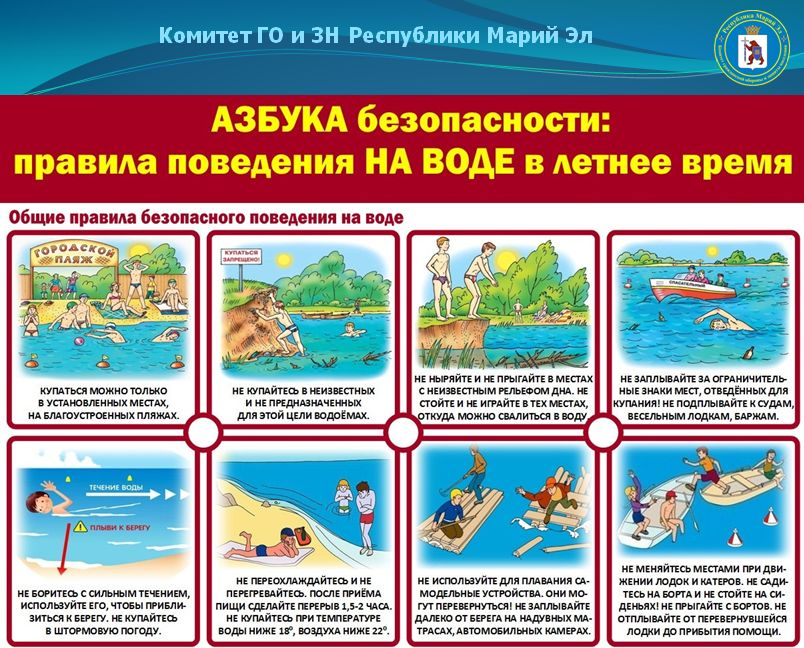 Комитет ГО и ЗН Республики Марий Эл
Республика Марий Эл
АЗБУКА безопасности:
правила поведения НА ВОДЕ в летнее время
Общие правила безопасного поведения на воде
ГОРОДСКОЙ
ПЛЯЖ
КУПАТЬСЯ МОЖНО ТОЛЬКО
В УСТАНОВЛЕННЫХ МЕСТАХ,
НА БЛАГОУСТРОЕННЫХ ПЛЯЖАХ.
КУПАТЬСЯ
ЗАПРЕЩЕНО!
НЕ КУПАЙТЕСЬ В НЕИЗВЕСТНЫХ
И НЕ ПРЕДНАЗНАЧЕННЫХ
ДЛЯ ЭТОЙ ЦЕЛИ ВОДОЁМАХ.
НЕ НЫРЯЙТЕ И НЕ ПРЫГАЙТЕ В МЕСТАХ
С НЕИЗВЕСТНЫМ РЕЛЬЕФОМ ДНА. НЕ
СТОЙТЕ И НЕ ИГРАЙТЕ В ТЕХ МЕСТАХ,
ОТКУДА МОЖНО СВАЛИТЬСЯ В ВОДУ
СПАСАТЕЛЬНЫЙ
НЕ ЗАПЛЫВАЙТЕ ЗА ОГРАНИЧИТЕЛЬ-
НЫЕ ЗНАКИ МЕСТ, ОТВЕДЁННЫХ ДЛЯ
КУПАНИЯ! НЕ ПОДПЛЫВАЙТЕ К СУДАМ,
ВЕСЕЛЬНЫМ ЛОДКАМ, БАРЖАМ.
ТЕЧЕНИЕ ВОДЫ
ПЛЫВИ К БЕРЕГУ
НЕ БОРИТЕСЬ С СИЛЬНЫМ ТЕЧЕНИЕМ,
ИСПОЛЬЗУЙТЕ ЕГО, ЧТОБЫ ПРИБЛИ-
ЗИТЬСЯ К БЕРЕГУ. НЕ КУПАЙТЕСЬ
В ШТОРМОВУЮ ПОГОДУ.
НЕ ПЕРЕОХЛАЖДАЙТЕСЬ И НЕ
ПЕРЕГРЕВАЙТЕСЬ. ПОСЛЕ ПРИЁМА
ПИЩИ СДЕЛАЙТЕ ПЕРЕРЫВ 1,5-2 ЧАСА.
НЕ КУПАЙТЕСЬ ПРИ ТЕМПЕРАТУРЕ
ВОДЫ НИЖЕ 18⁰, ВОЗДУХА НИЖЕ 22⁰.
НЕ ИСПОЛЬЗУЙТЕ ДЛЯ ПЛАВАНИЯ СА-
МОДЕЛЬНЫЕ УСТРОЙСТВА. ОНИ МО-
ГУТ ПЕРЕВЕРНУТЬСЯ! НЕ ЗАПЛЫВАЙТЕ
ДАЛЕКО ОТ БЕРЕГА НА НАДУВНЫХ МА-
ТРАСАХ, АВТОМОБИЛЬНЫХ КАМЕРАХ.
НЕ МЕНЯЙТЕСЬ МЕСТАМИ ПРИ ДВИ-
ЖЕНИИ ЛОДОК И КАТЕРОВ. НЕ САДИ-
ТЕСЬ НА БОРТА И НЕ СТОЙТЕ НА СИ-
ДЕНЬЯХ! НЕ ПРЫГАЙТЕ С БОРТОВ. НЕ
ОТПЛЫВАЙТЕ ОТ ПЕРЕВЕРНУВШЕЙСЯ
ЛОДКИ ДО ПРИБЫТИЯ ПОМОЩИ.